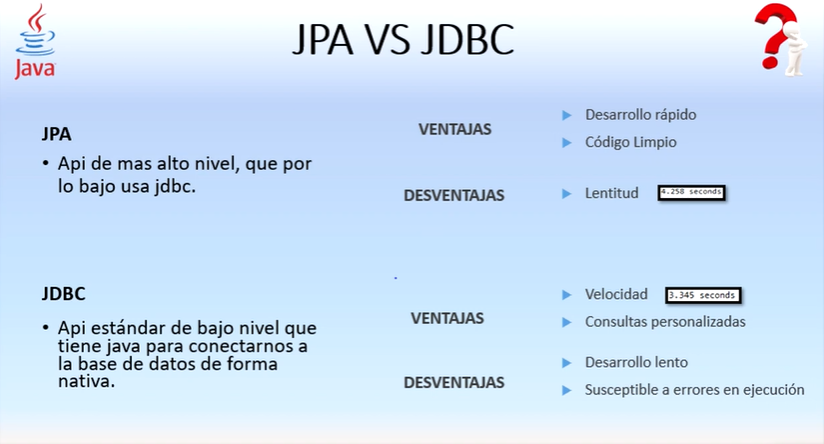 Java
JPA VS JDBC
JPA
• Api de mas alto nivel, que por
lo bajo usa jdbc.
VENTAJAS
Desarrollo rápido
Código Limpio
DESVENTAJAS
Lentitud
4.258 seconds
JDBC
• Api estándar de bajo nivel que
tiene java para conectarnos a
la base de datos de forma
nativa.
VENTAJAS
Velocidad
3.345 seconds
Consultas personalizadas
DESVENTAJAS
Desarrollo lento
Susceptible a errores en ejecución